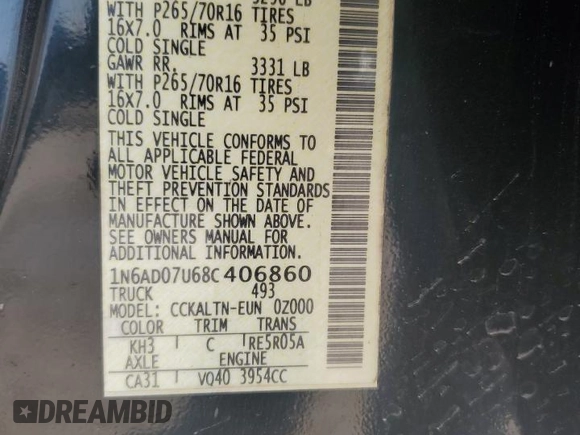 WITH P265/70R16 TIRES
16X7.0 RIMS AT 35 PSI
COLD SINGLE
GAWR RR. 3331 LB
WITH P265/70R16 TIRES
16X7.0 RIMS AT 35 PSI
COLD SINGLE
THIS VEHICLE CONFORMS TO
ALL APPLICABLE FEDERAL
MOTOR VEHICLE SAFETY AND
THEFT PREVENTION STANDARDS
IN EFFECT ON THE DATE OF
MANUFACTURE SHOWN ABOVE.
SEE OWNERS MANUAL FOR
ADDITIONAL INFORMATION.
1N6AD07U68C406860
TRUCK 493
MODEL: CCKALTN-EUN 0Z000
COLOR TRIM TRANS
KH3 C RE5R05A
AXLE ENGINE
CA31 VQ40 3954CC
DREAMBID